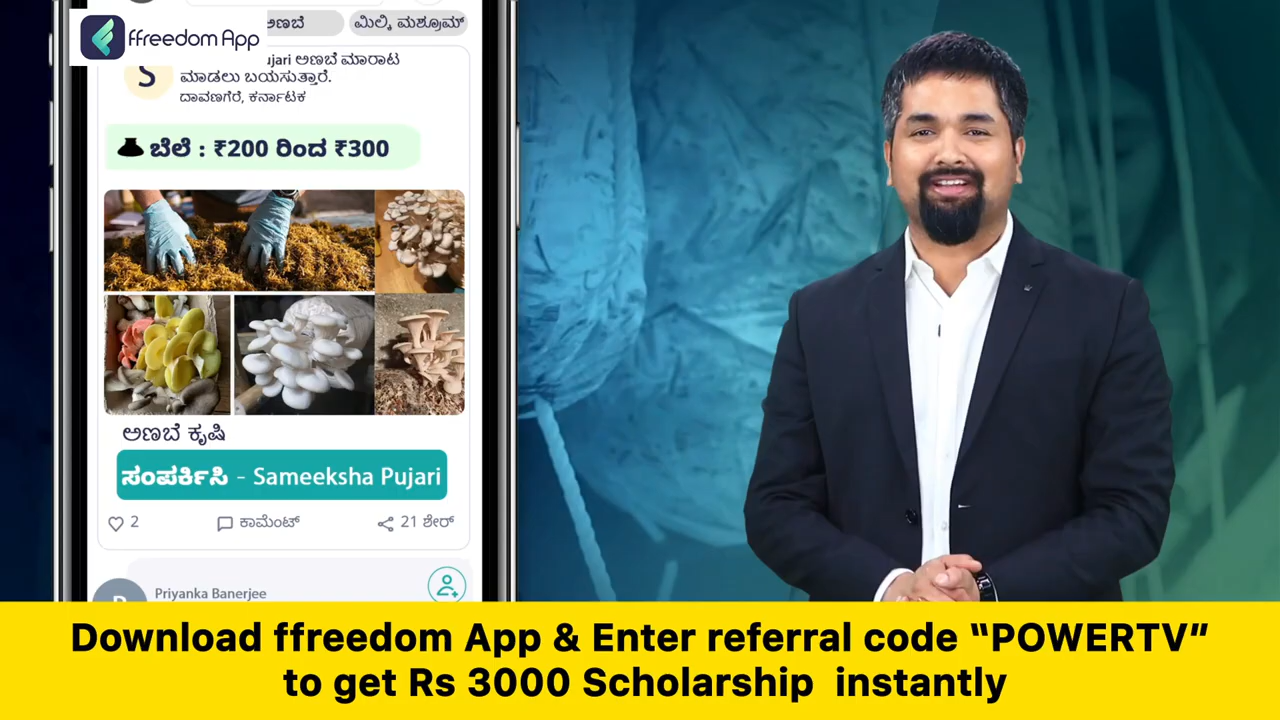 ಅಣಬೆ
ಮಿಲ್ಕಿ ಮಶ್ರೂಮ್
ffreedom App
S
ujari ಅಣಬೆ ಮಾರಾಟ
ಮಾಡಲು ಬಯಸುತ್ತಾರೆ.
ದಾವಣಗೆರೆ, ಕರ್ನಾಟಕ
ಬೆಲೆ : ₹200 ರಿಂದ ₹300
ಅಣಬೆ ಕೃಷಿ
ಸಂಪರ್ಕಿಸಿ - Sameeksha Pujari
2
ಕಾಮೆಂಟ್
21 ಶೇರ್
Priyanka Banerjee
Download ffreedom App & Enter referral code “POWERTV”
to get Rs 3000 Scholarship instantly